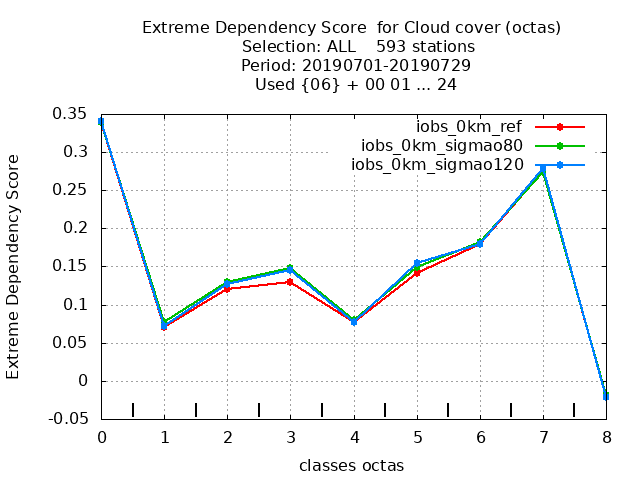 Extreme Dependency Score  for Cloud cover (octas)
Selection: ALL    593 stations
Period: 20190701-20190729
Used {06} + 00 01 ... 24
iobs_0km_ref
iobs_0km_sigmao80
iobs_0km_sigmao120
Extreme Dependency Score
0.35
0.3
0.25
0.2
0.15
0.1
0.05
0
-0.05
0 1 2 3 4 5 6 7 8
classes octas